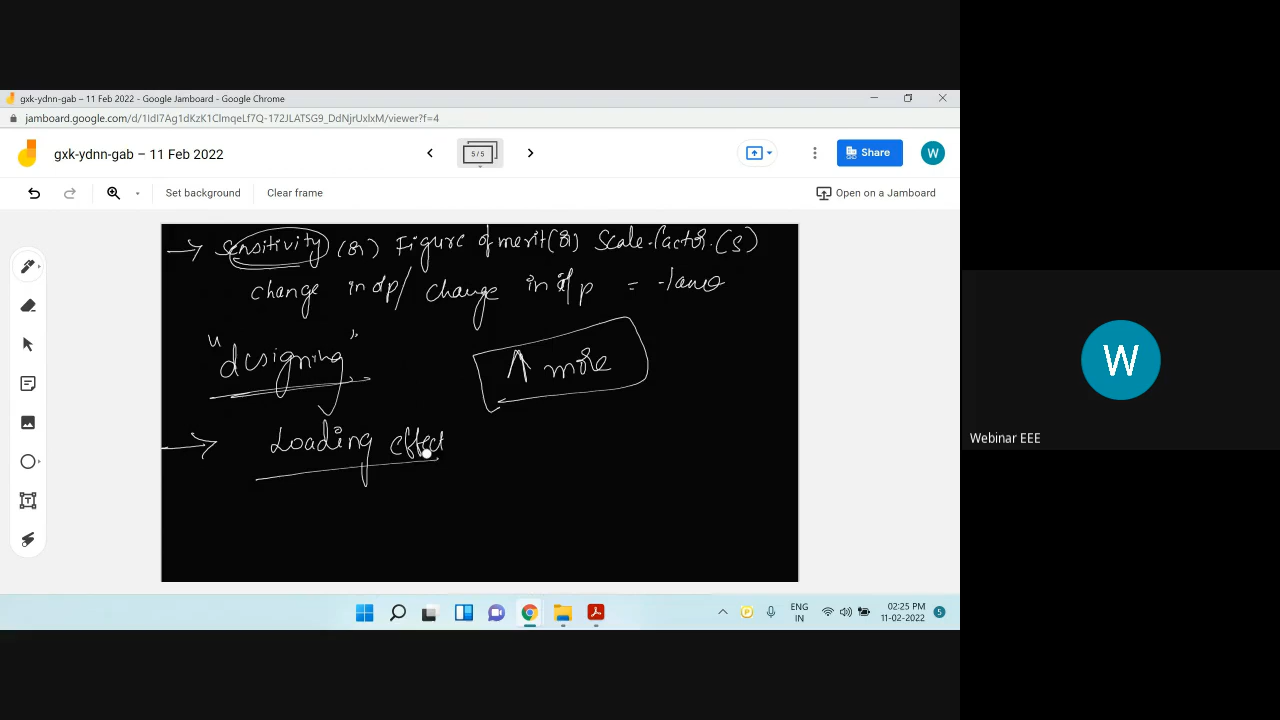 gxk-ydnn-gab – 11 Feb 2022 - Google Jamboard - Google Chrome
jamboard.google.com/d/1IdI7Ag1dKzK1ClmqeLf7Q-172JLATSG9_DdNjrUxlxM/viewer?f=4
gxk-ydnn-gab – 11 Feb 2022
5 / 5
Share
W
Set background
Clear frame
Open on a Jamboard
→ Sensitivity (or) Figure of merit (or) Scale-factor. (S)
change in o/p / change in i/p =
"designing"
↑ more
→ Loading effect
W
Webinar EEE
P
ENG
IN
02:25 PM
11-02-2022
5